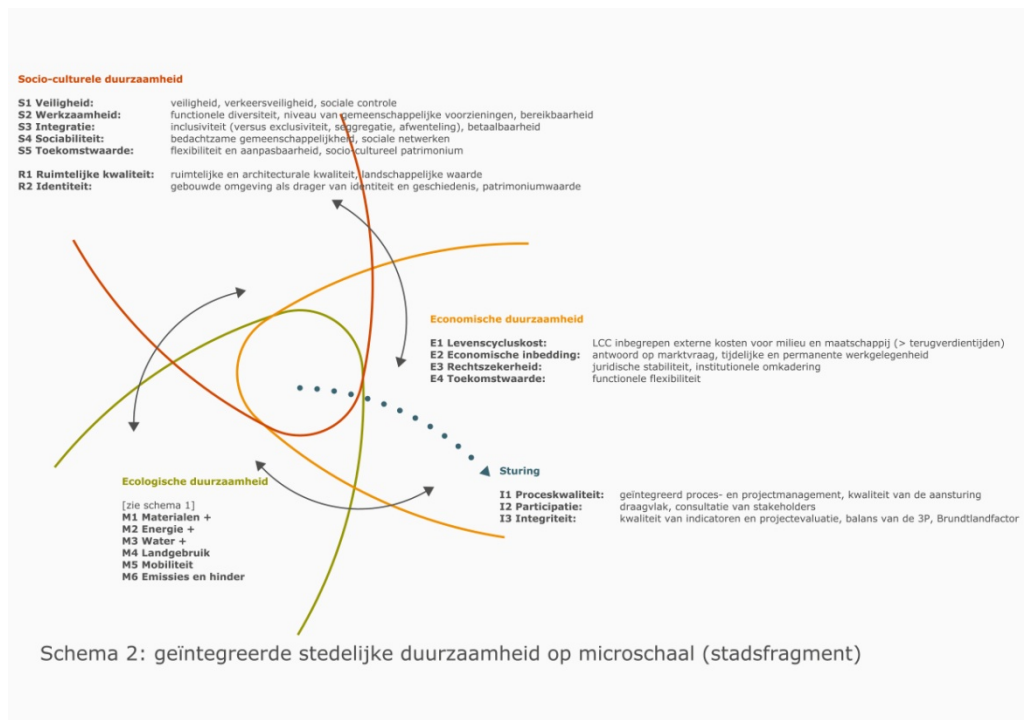 Socio-culturele duurzaamheid
S1 Veiligheid: veiligheid, verkeersveiligheid, sociale controle
S2 Werkzaamheid: functionele diversiteit, niveau van gemeenschappelijke voorzieningen, bereikbaarheid
S3 Integratie: inclusiviteit (versus exclusiviteit, seggregatie, afwenteling), betaalbaarheid
S4 Sociabiliteit: bedachtzame gemeenschappelijkheid, sociale netwerken
S5 Toekomstwaarde: flexibiliteit en aanpasbaarheid, socio-cultureel patrimonium
R1 Ruimtelijke kwaliteit: ruimtelijke en architecturale kwaliteit, landschappelijke waarde
R2 Identiteit: gebouwde omgeving als drager van identiteit en geschiedenis, patrimoniumwaarde
Economische duurzaamheid
E1 Levenscycluskost: LCC inbegrepen externe kosten voor milieu en maatschappij (> terugverdientijden)
E2 Economische inbedding: antwoord op marktvraag, tijdelijke en permanente werkgelegenheid
E3 Rechtszekerheid: juridische stabiliteit, institutionele omkadering
E4 Toekomstwaarde: functionele flexibiliteit
Sturing
I1 Proceskwaliteit: geïntegreerd proces- en projectmanagement, kwaliteit van de aansturing
I2 Participatie: draagvlak, consultatie van stakeholders
I3 Integriteit: kwaliteit van indicatoren en projectevaluatie, balans van de 3P, Brundtlandfactor
Ecologische duurzaamheid
[zie schema 1]
M1 Materialen +
M2 Energie +
M3 Water +
M4 Landgebruik
M5 Mobiliteit
M6 Emissies en hinder
Schema 2: geïntegreerde stedelijke duurzaamheid op microschaal (stadsfragment)